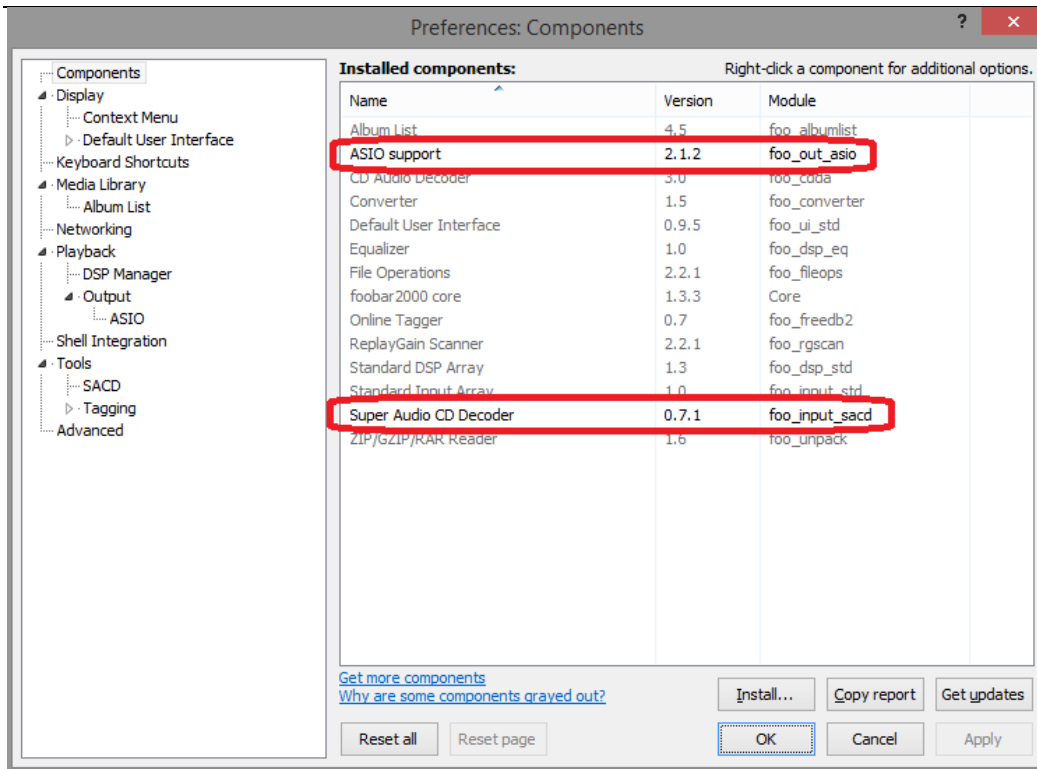 Preferences: Components
?
×
Components
Display
Context Menu
Default User Interface
Keyboard Shortcuts
Media Library
Album List
Networking
Playback
DSP Manager
Output
ASIO
Shell Integration
Tools
SACD
Tagging
Advanced
Installed components: Right-click a component for additional options.
Name Version Module
Album List 4.5 foo_albumlist
ASIO support 2.1.2 foo_out_asio
CD Audio Decoder 3.0 foo_cdda
Converter 1.5 foo_converter
Default User Interface 0.9.5 foo_ui_std
Equalizer 1.0 foo_dsp_eq
File Operations 2.2.1 foo_fileops
foobar2000 core 1.3.3 Core
Online Tagger 0.7 foo_freedb2
ReplayGain Scanner 2.2.1 foo_rgscan
Standard DSP Array 1.3 foo_dsp_std
Standard Input Array 1.0 foo_input_std
Super Audio CD Decoder 0.7.1 foo_input_sacd
ZIP/GZIP/RAR Reader 1.6 foo_unpack
Get more components
Why are some components grayed out?
Install... Copy report Get updates
Reset all Reset page OK Cancel Apply